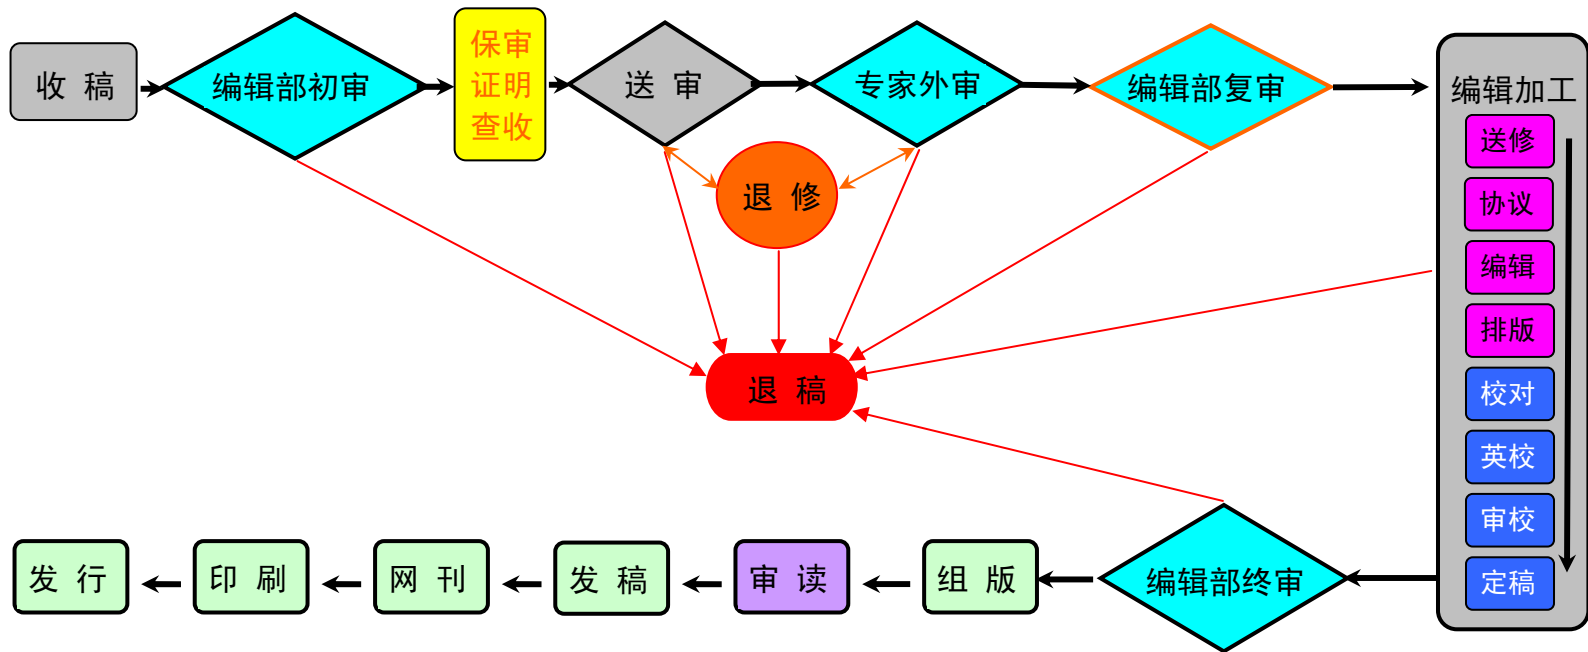 收 稿
编辑部初审
保审
证明
查收
送 审
专家外审
编辑部复审
编辑加工
送修
协议
编辑
排版
校对
英校
审校
定稿
退 修
退 稿
发 行
印 刷
网 刊
发 稿
审 读
组 版
编辑部终审